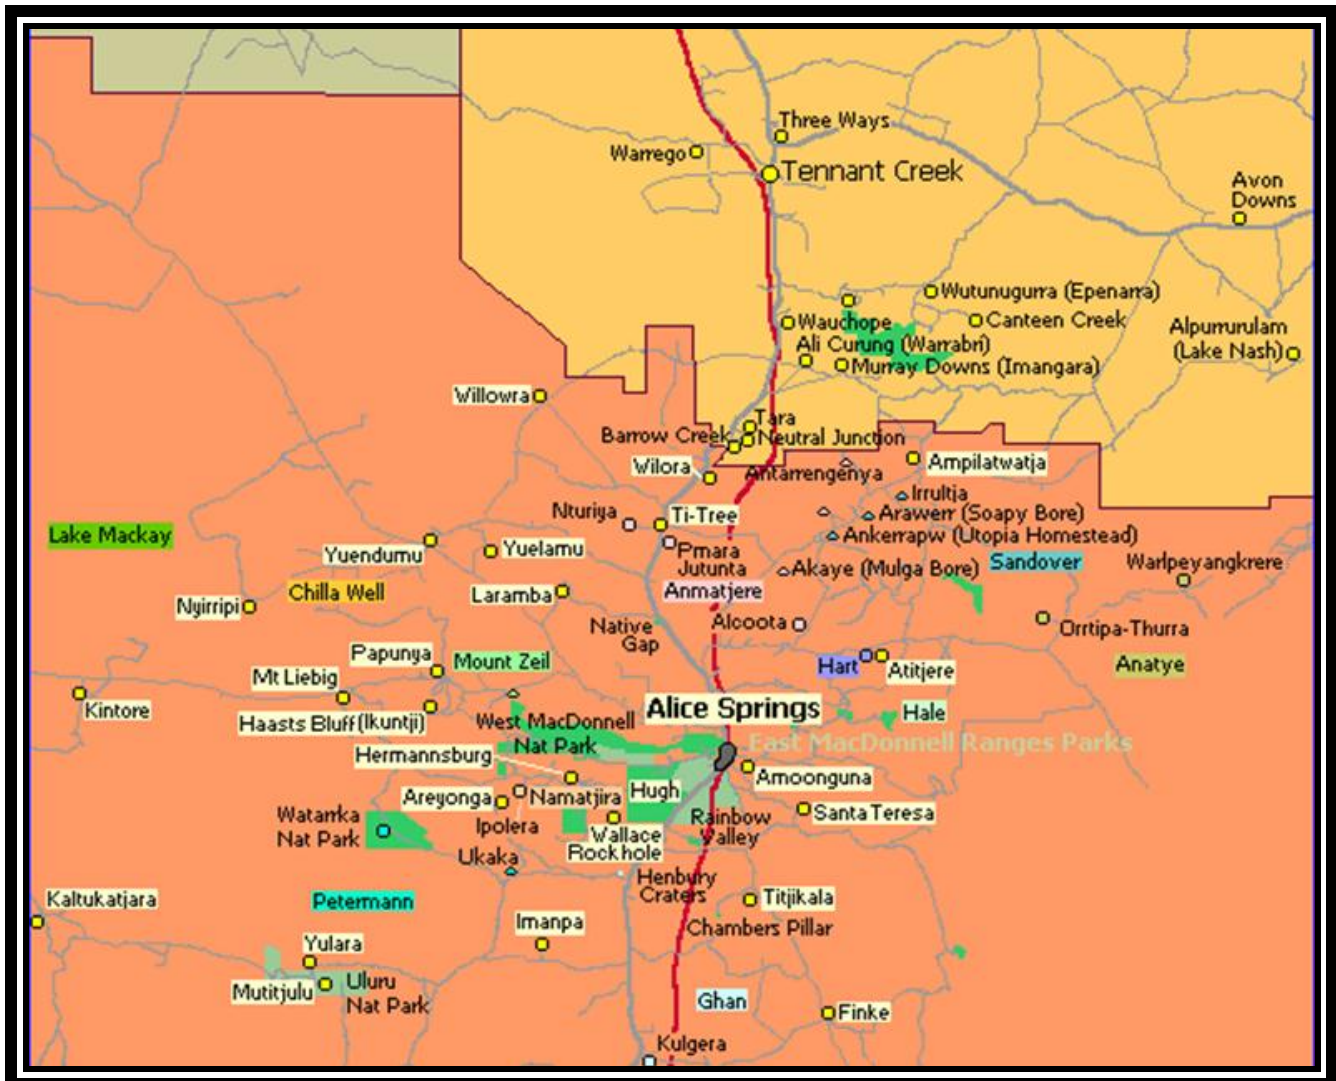 Three Ways
Warrego
Tennant Creek
Avon
Downs
Wutunugurra (Epenarra)
Wauchope
Canteen Creek
Alpurrurulam
(Lake Nash)
Ali Curung (Warrabri)
Murray Downs (Imangara)
Willowra
Tara
Barrow Creek
Neutral Junction
Wilora
Antarrengenya
Ampilatwatja
Irrultja
Nturiya
Ti-Tree
Arawerr (Soapy Bore)
Lake Mackay
Ankerrapw (Utopia Homestead)
Yuendumu
Yuelamu
Pmara
Jutunta
Akaye (Mulga Bore)
Sandover
Warlpeyangkrere
Chilla Well
Laramba
Anmatjere
Nyirripi
Native
Gap
Alcoota
Orrtipa-Thurra
Papunya
Mount Zeil
Hart
Atitjere
Anatye
Mt Liebig
Kintore
Haasts Bluff (Ikuntji)
West MacDonnell
Nat Park
Alice Springs
Hale
East MacDonnell Ranges Parks
Hermannsburg
Amoonguna
Areyonga
Namatjira
Hugh
Santa Teresa
Watarrka
Nat Park
Ipolera
Wallace
Rockhole
Rainbow
Valley
Ukaka
Henbury
Craters
Kaltukatjara
Petermann
Titjikala
Imanpa
Chambers Pillar
Yulara
Mutitjulu
Uluru
Nat Park
Ghan
Finke
Kulgera